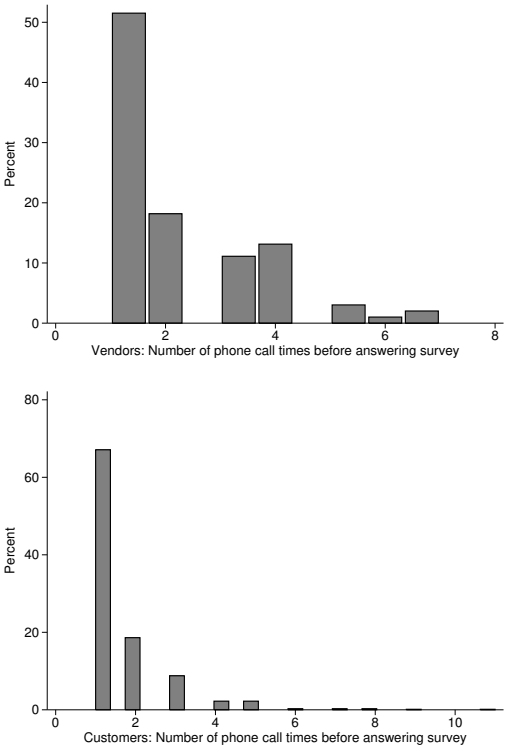 50
40
30
20
10
0
Percent
0 2 4 6 8
Vendors: Number of phone call times before answering survey
80
60
40
20
0
Percent
0 2 4 6 8 10
Customers: Number of phone call times before answering survey